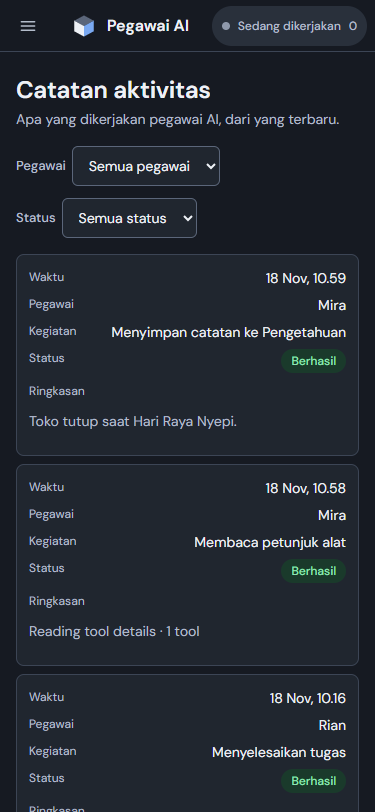 Pegawai AI
Sedang dikerjakan 0
Catatan aktivitas
Apa yang dikerjakan pegawai AI, dari yang terbaru.
Pegawai Semua pegawai
Status Semua status
Waktu 18 Nov, 10.59
Pegawai Mira
Kegiatan Menyimpan catatan ke Pengetahuan
Status Berhasil
Ringkasan
Toko tutup saat Hari Raya Nyepi.
Waktu 18 Nov, 10.58
Pegawai Mira
Kegiatan Membaca petunjuk alat
Status Berhasil
Ringkasan
Reading tool details · 1 tool
Waktu 18 Nov, 10.16
Pegawai Rian
Kegiatan Menyelesaikan tugas
Status Berhasil
Ringkasan